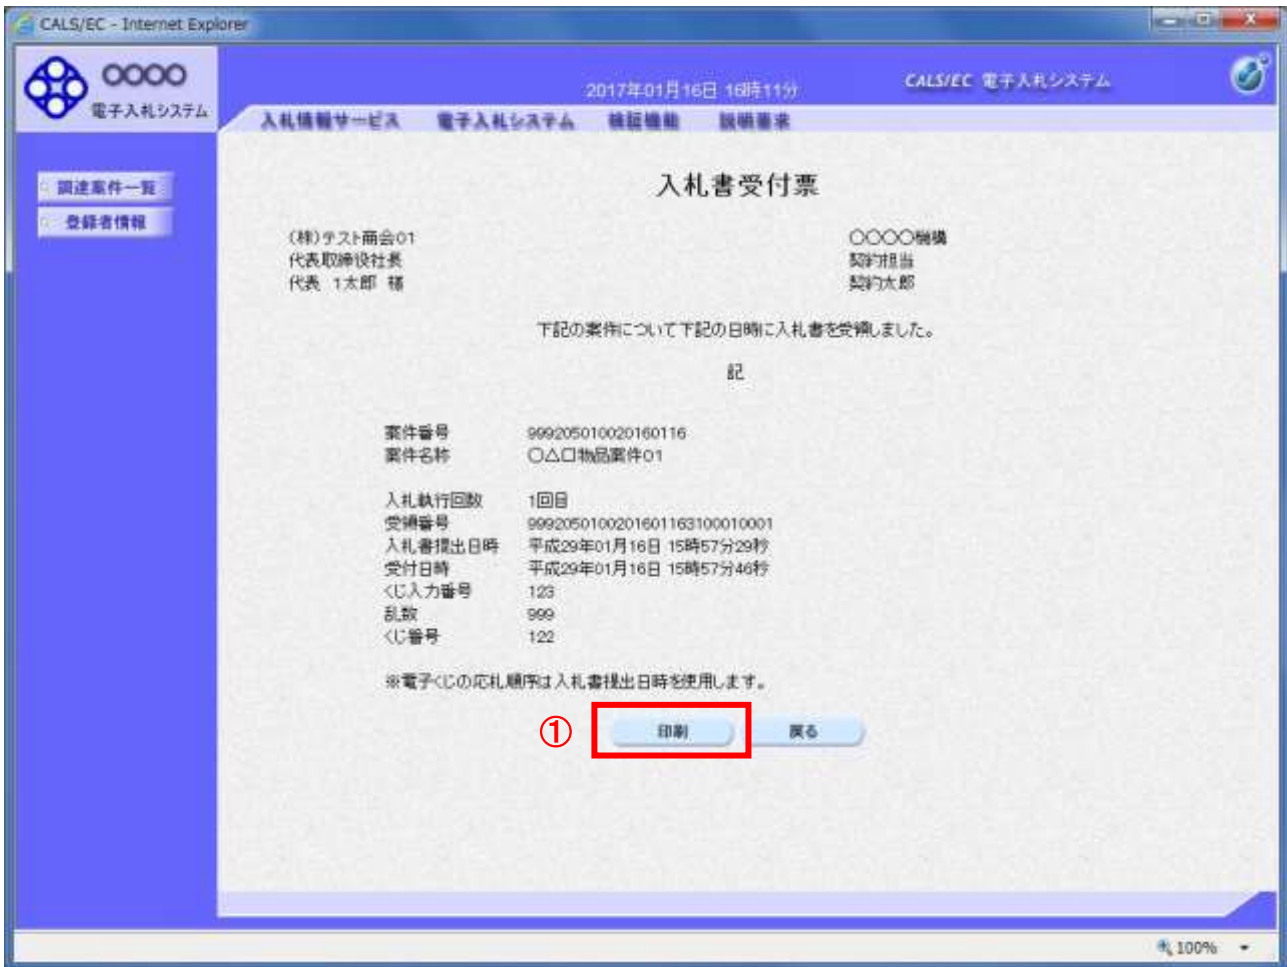 CALS/EC - Internet Explorer
〇〇〇〇
電子入札システム
2017年01月16日 16時11分
CALS/EC 電子入札システム
入札情報サービス 電子入札システム 検証機能 説明要求
調達案件一覧
登録者情報
入札書受付票
(株)テスト商会01
代表取締役社長
代表 1太郎 様
〇〇〇〇機構
契約担当
契約太郎
下記の案件について下記の日時に入札書を受領しました。
記
案件番号 999205010020160116
案件名称 〇△口物品案件01
入札執行回数 1回目
受領番号 9992050100201601163100010001
入札書提出日時 平成29年01月16日 15時57分29秒
受付日時 平成29年01月16日 15時57分46秒
くじ入力番号 123
乱数 999
くじ番号 122
※電子くじの応札順序は入札書提出日時を使用します。
① 印刷 戻る
100%